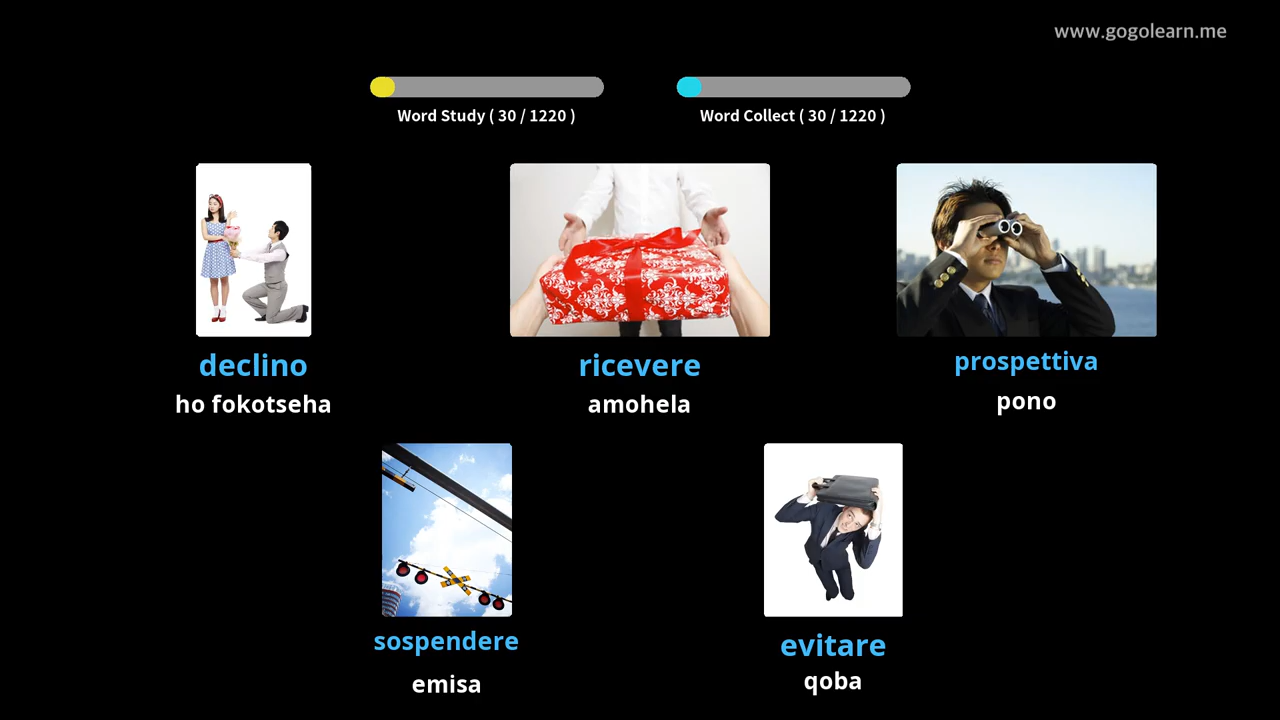 www.gogolearn.me
Word Study ( 30 / 1220 )
Word Collect ( 30 / 1220 )
declino
ho fokotseha
ricevere
amohela
prospettiva
pono
sospendere
emisa
evitare
qoba